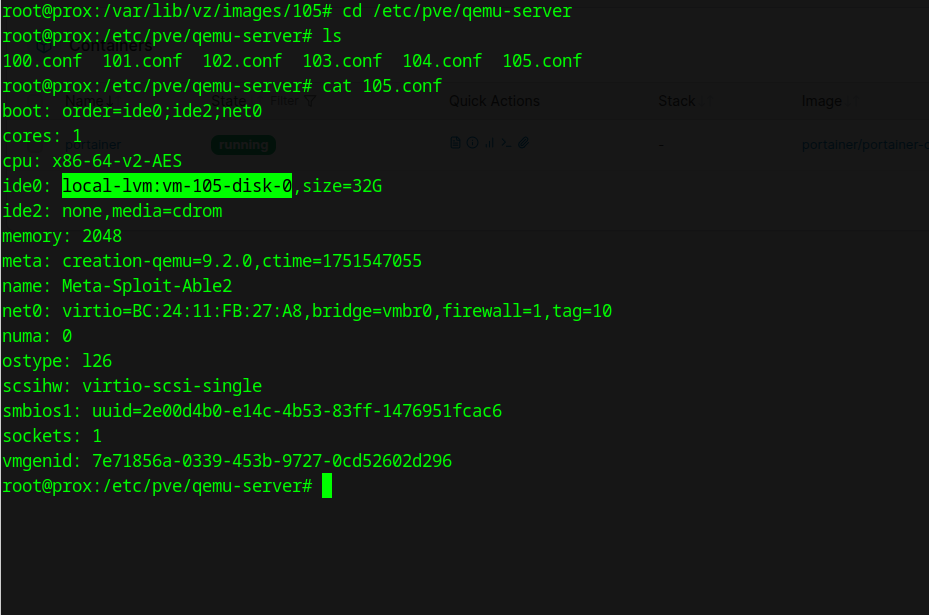 root@prox:/var/lib/vz/images/105# cd /etc/pve/qemu-server
root@prox:/etc/pve/qemu-server# ls
Containers
100.conf  101.conf  102.conf  103.conf  104.conf  105.conf
root@prox:/etc/pve/qemu-server# cat 105.conf
Name State Filter Quick Actions Stack Image
boot: order=ide0;ide2;net0
cores: 1
portainer running - portainer/portainer-c
cpu: x86-64-v2-AES
ide0: local-lvm:vm-105-disk-0,size=32G
ide2: none,media=cdrom
memory: 2048
meta: creation-qemu=9.2.0,ctime=1751547055
name: Meta-Sploit-Able2
net0: virtio=BC:24:11:FB:27:A8,bridge=vmbr0,firewall=1,tag=10
numa: 0
ostype: l26
scsihw: virtio-scsi-single
smbios1: uuid=2e00d4b0-e14c-4b53-83ff-1476951fcac6
sockets: 1
vmgenid: 7e71856a-0339-453b-9727-0cd52602d296
root@prox:/etc/pve/qemu-server#